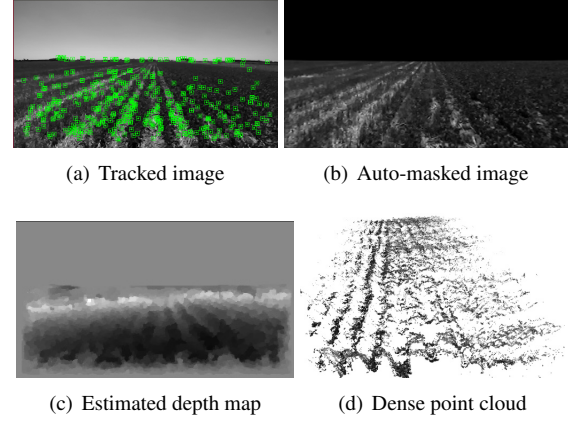 (a) Tracked image
(b) Auto-masked image
(c) Estimated depth map
(d) Dense point cloud